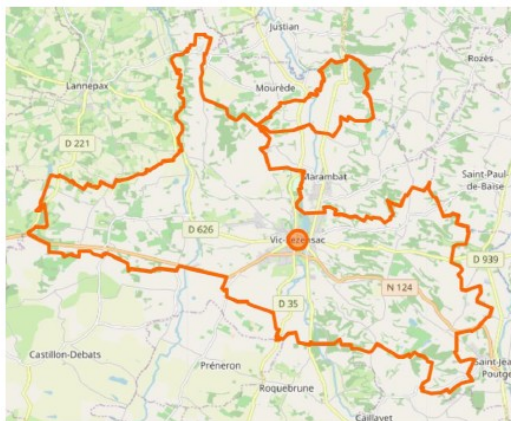 Justian
Rozès
Lannepax
Mourède
D 221
Marambat
Saint-Paul-
de-Baïse
D 626
Vic-Fezensac
D 939
N 124
D 35
Castillon-Debats
Préneron
Saint-Jean
Poutge
Roquebrune
Caillavet